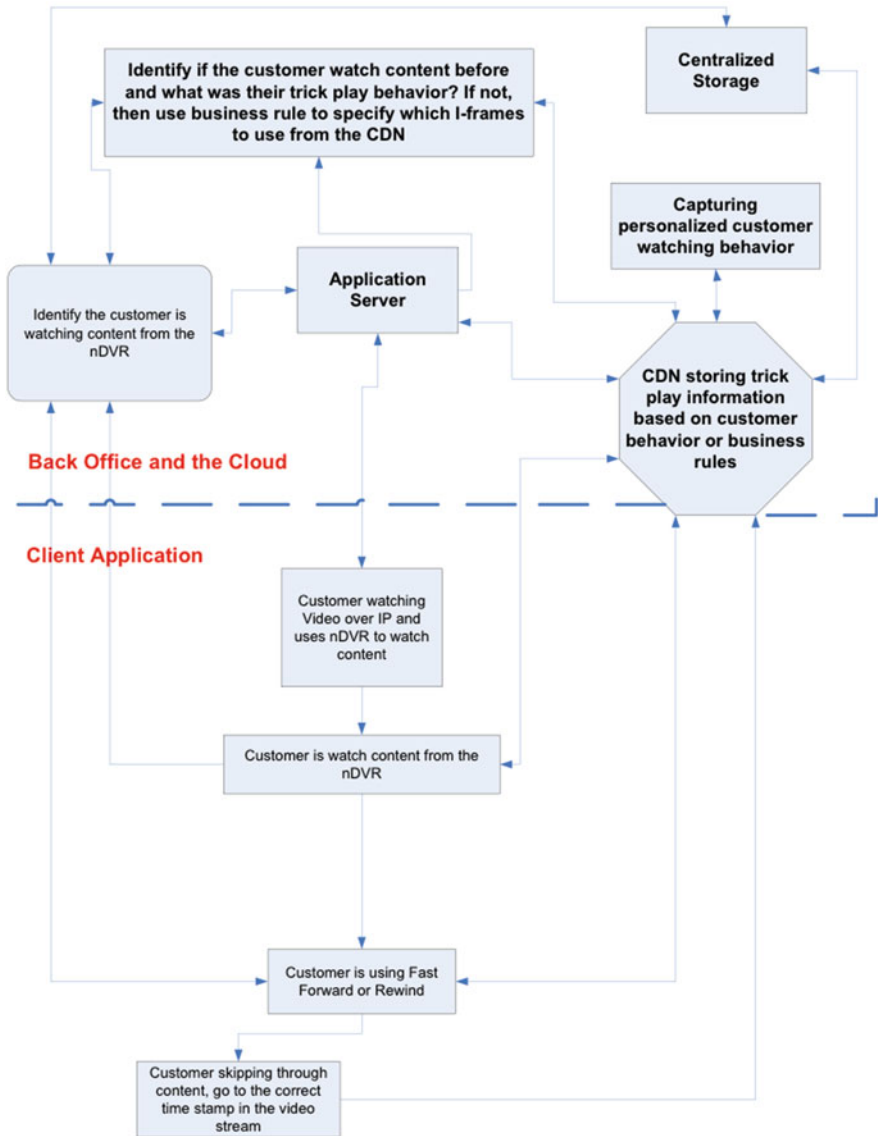 Identify if the customer watch content before
and what was their trick play behavior? If not,
then use business rule to specify which I-frames
to use from the CDN
Centralized
Storage
Capturing
personalized customer
watching behavior
Identify the customer is
watching content from the
nDVR
Application
Server
CDN storing trick
play information
based on customer
behavior or business
rules
Back Office and the Cloud
Client Application
Customer watching
Video over IP and
uses nDVR to watch
content
Customer is watch content from the
nDVR
Customer is using Fast
Forward or Rewind
Customer skipping through
content, go to the correct
time stamp in the video
stream